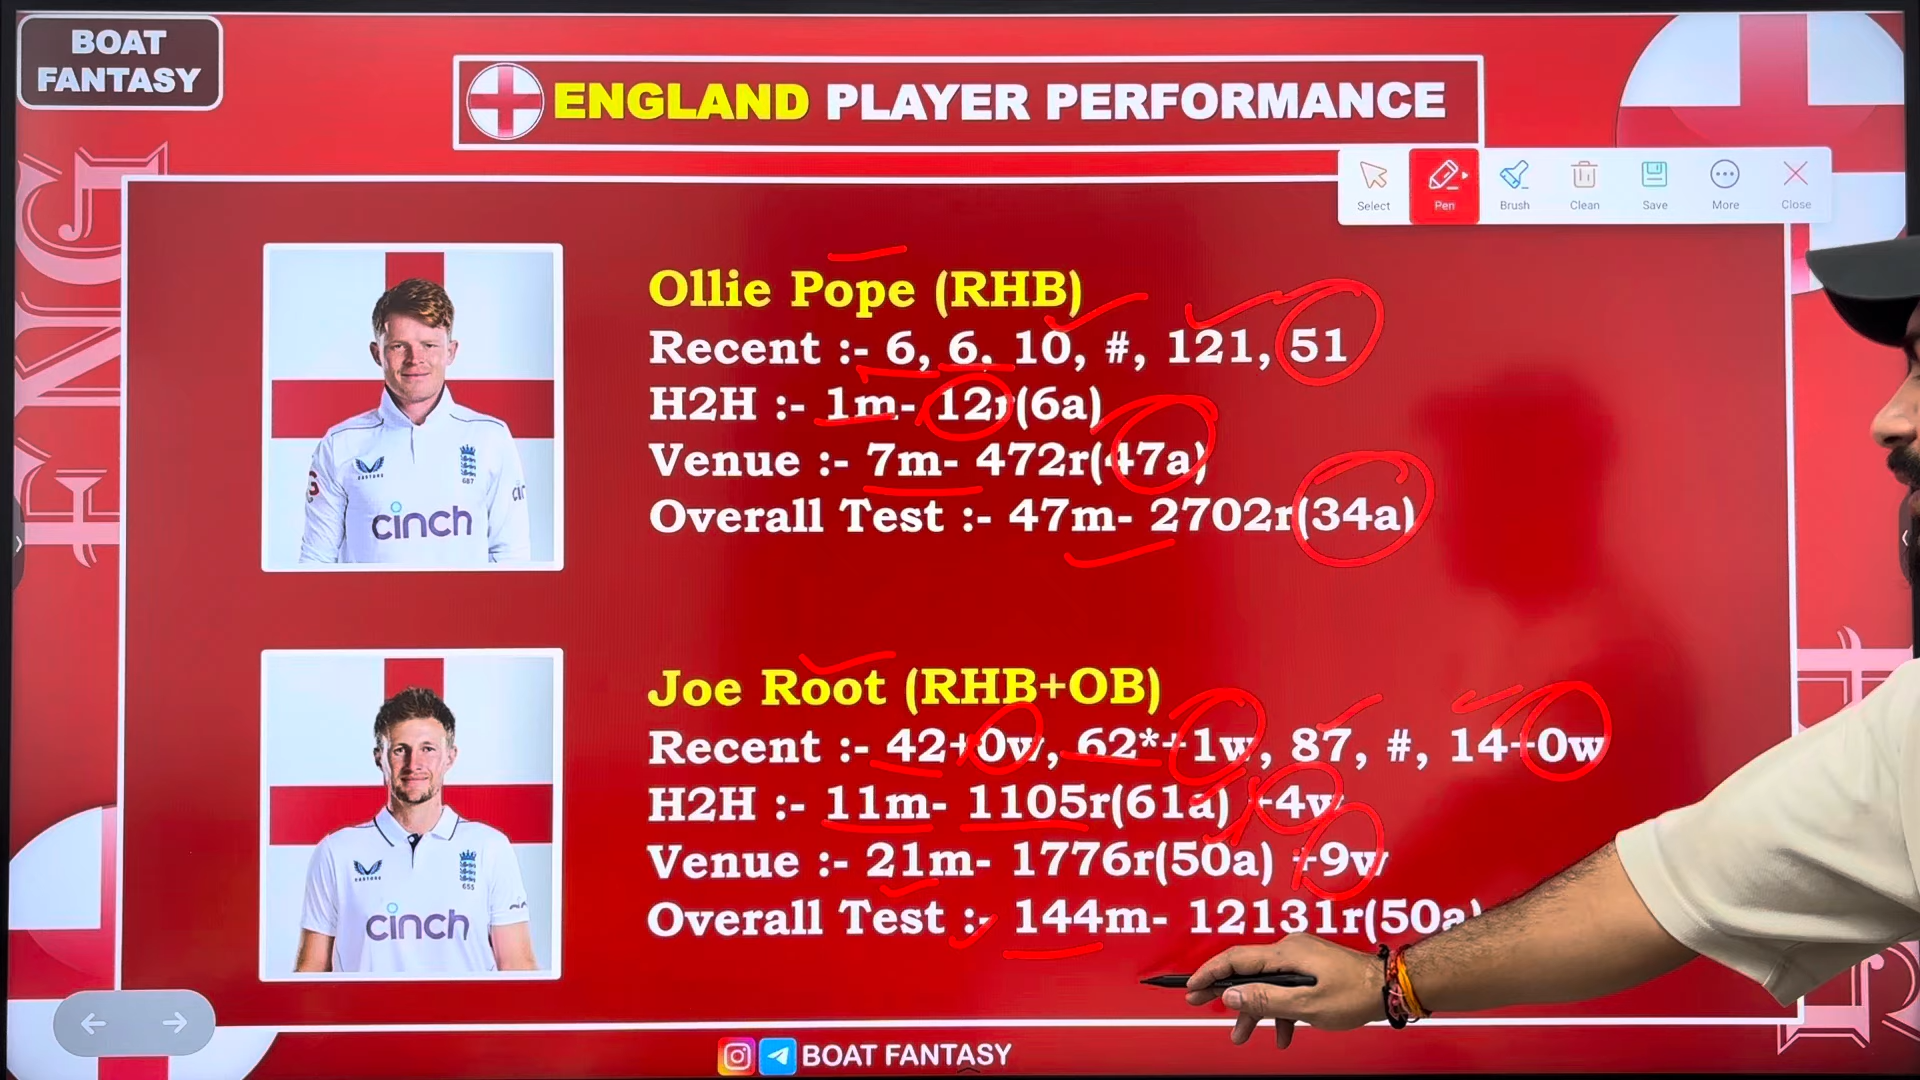 BOAT
FANTASY
ENGLAND PLAYER PERFORMANCE
Select
Pen
Brush
Clean
Save
More
Close
ENG
Ollie Pope (RHB)
Recent :- 6, 6, 10, #, 121, 51
H2H :- 1m- 12r(6a)
Venue :- 7m- 472r(47a)
Overall Test :- 47m- 2702r(34a)
687
cinch
Joe Root (RHB+OB)
Recent :- 42+0w, 62*+1w, 87, #, 14+0w
H2H :- 11m- 1105r(61a) +4w
Venue :- 21m- 1776r(50a) +9w
Overall Test :- 144m- 12131r(50a)
655
cinch
BOAT FANTASY